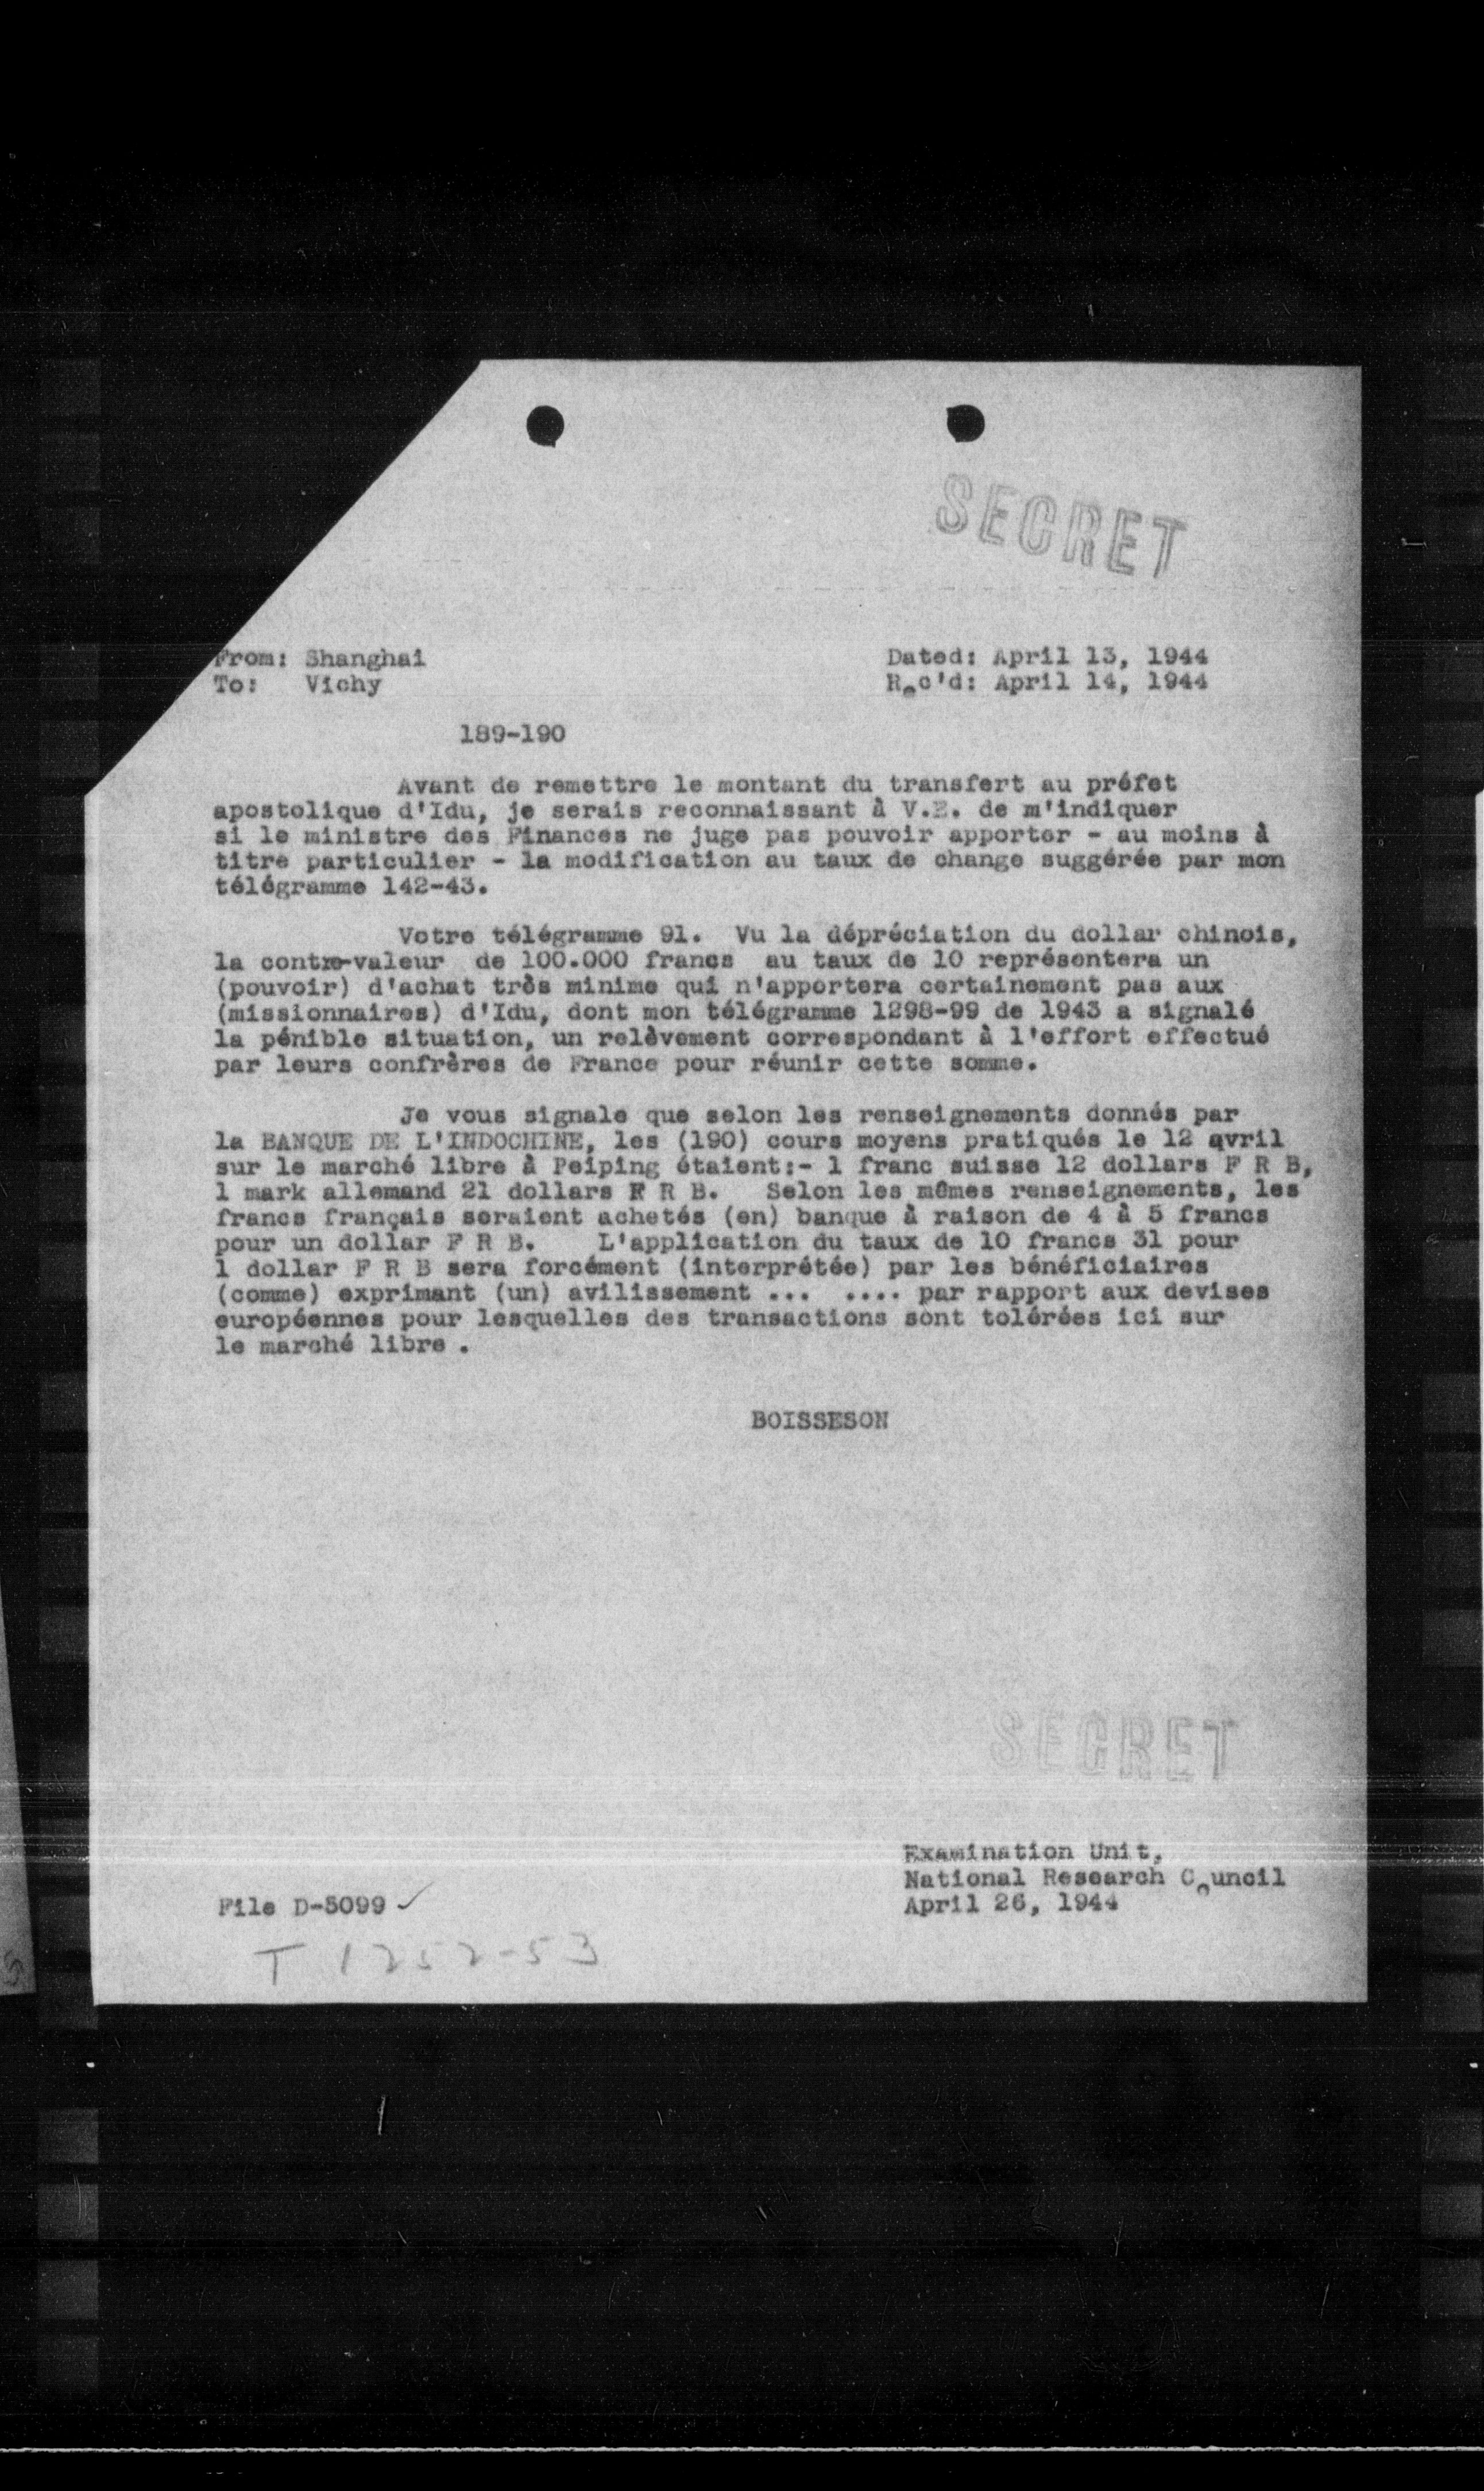 SECRET
From: Shanghai
To: Vichy
Dated: April 13, 1944
Rec'd: April 14, 1944
189-190
Avant de remettre le montant du transfert au préfet
apostolique d'Idu, je serais reconnaissant à V.E. de m'indiquer
si le ministre des Finances ne juge pas pouvoir apporter - au moins à
titre particulier - la modification au taux de change suggérée par mon
télégramme 142-43.
Votre télégramme 91. Vu la dépréciation du dollar chinois,
la contre-valeur de 100.000 francs au taux de 10 représentera un
(pouvoir) d'achat très minime qui n'apportera certainement pas aux
(missionnaires) d'Idu, dont mon télégramme 1298-99 de 1943 a signalé
la pénible situation, un relèvement correspondant à l'effort effectué
par leurs confrères de France pour réunir cette somme.
Je vous signale que selon les renseignements donnés par
la BANQUE DE L'INDOCHINE, les (190) cours moyens pratiqués le 12 avril
sur le marché libre à Peiping étaient:- 1 franc suisse 12 dollars F R B,
1 mark allemand 21 dollars F R B. Selon les mêmes renseignements, les
francs français seraient achetés (en) banque à raison de 4 à 5 francs
pour un dollar F R B. L'application du taux de 10 francs 31 pour
1 dollar F R B sera forcément (interprétée) par les bénéficiaires
(comme) exprimant (un) avilissement ... .... par rapport aux devises
européennes pour lesquelles des transactions sont tolérées ici sur
le marché libre .
BOISSESON
SECRET
Examination Unit,
National Research Council
April 26, 1944
File D-5099 ✓
T 1252-53